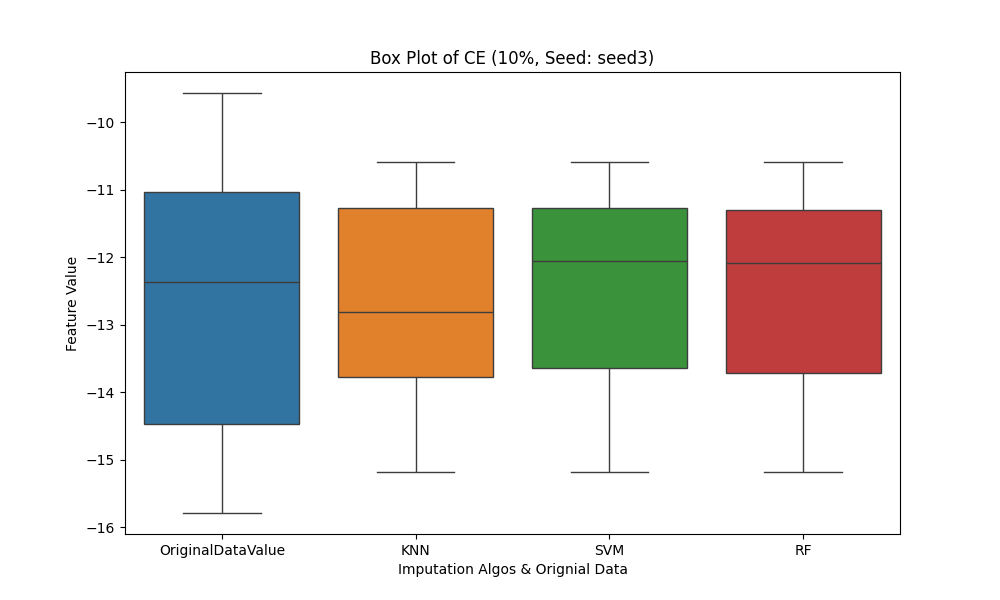 Box Plot of CE (10%, Seed: seed3)
Feature Value
−10
−11
−12
−13
−14
−15
−16
OriginalDataValue KNN SVM RF
Imputation Algos & Orignial Data